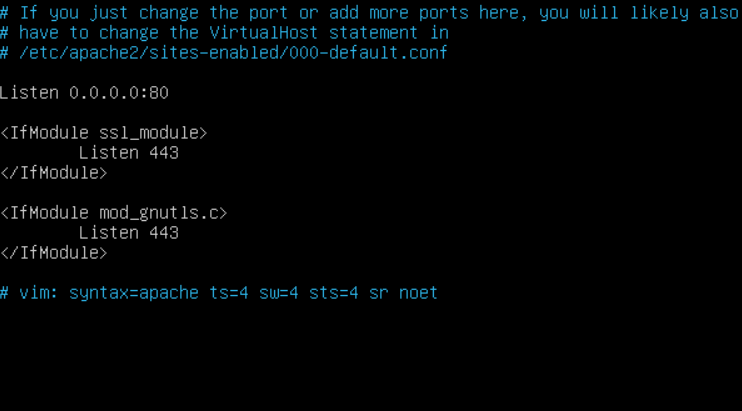 # If you just change the port or add more ports here, you will likely also
# have to change the VirtualHost statement in
# /etc/apache2/sites-enabled/000-default.conf
Listen 0.0.0.0:80
<IfModule ssl_module>
        Listen 443
</IfModule>
<IfModule mod_gnutls.c>
        Listen 443
</IfModule>
# vim: syntax=apache ts=4 sw=4 sts=4 sr noet